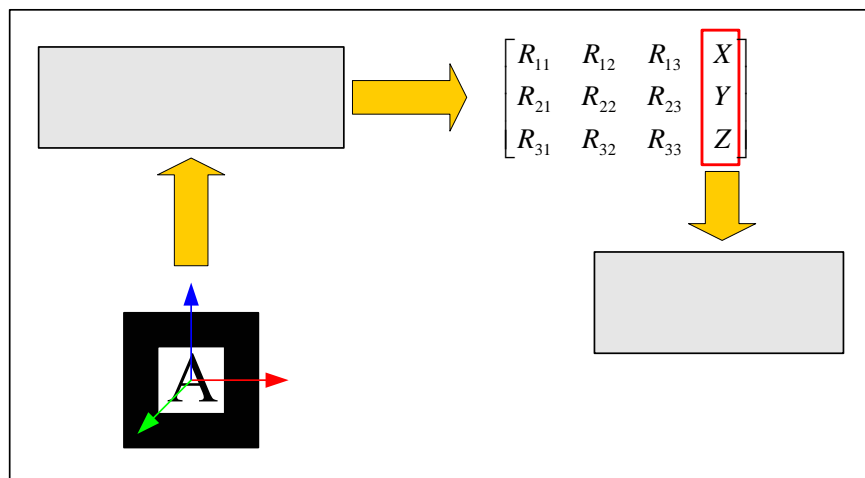 R₁₁ R₁₂ R₁₃ X
R₂₁ R₂₂ R₂₃ Y
R₃₁ R₃₂ R₃₃ Z
A